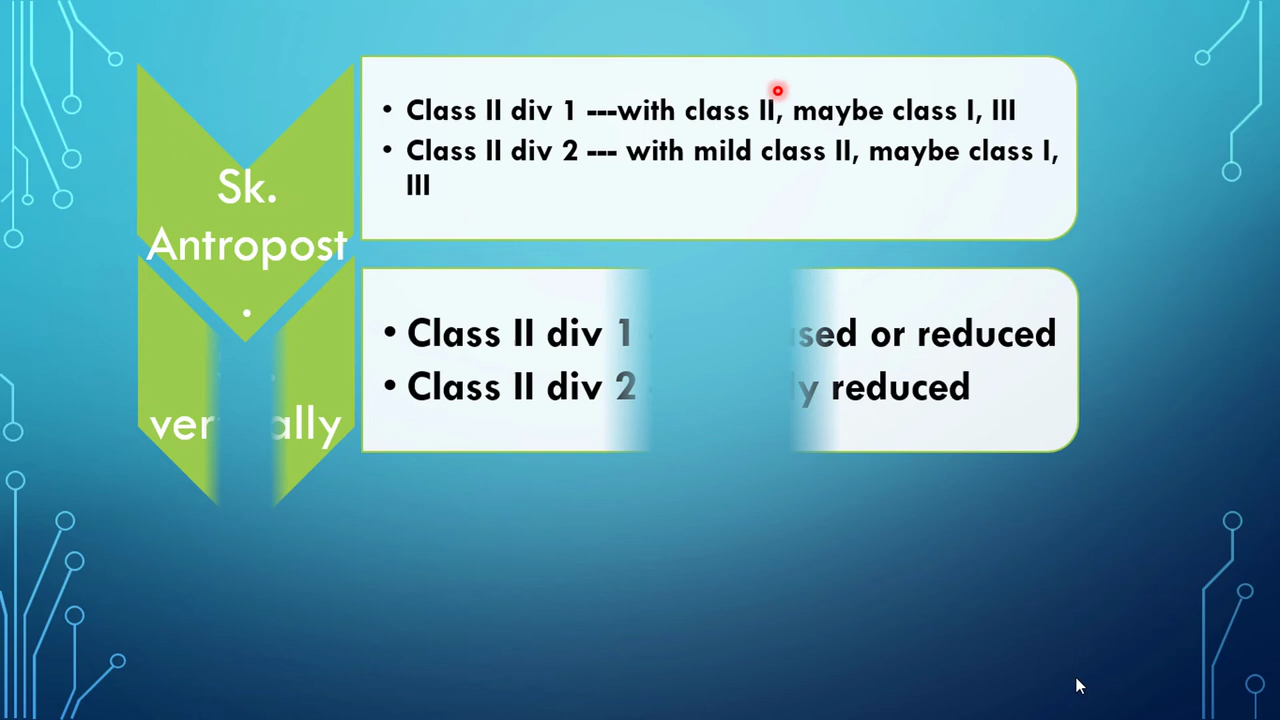 Sk.
Antropost
.
• Class II div 1 ---with class II, maybe class I, III
• Class II div 2 --- with mild class II, maybe class I,
III
• Class II div 1 or reduced
• Class II div 2 reduced